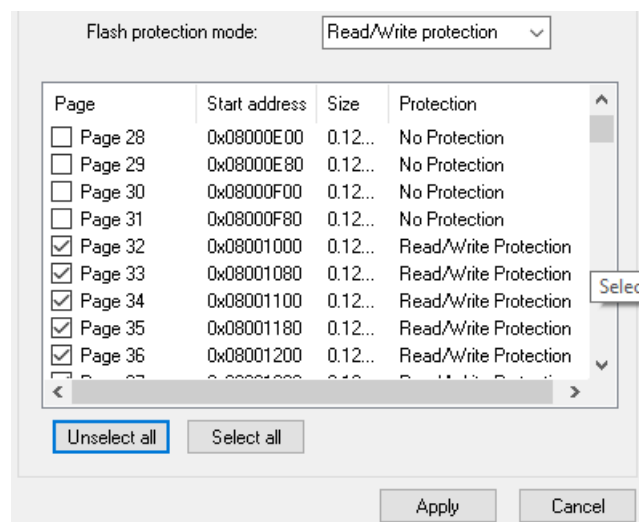 Flash protection mode: Read/Write protection
Page Start address Size Protection
Page 28 0x08000E00 0.12... No Protection
Page 29 0x08000E80 0.12... No Protection
Page 30 0x08000F00 0.12... No Protection
Page 31 0x08000F80 0.12... No Protection
Page 32 0x08001000 0.12... Read/Write Protection
Page 33 0x08001080 0.12... Read/Write Protection
Page 34 0x08001100 0.12... Read/Write Protection
Selec
Page 35 0x08001180 0.12... Read/Write Protection
Page 36 0x08001200 0.12... Read/Write Protection
Unselect all Select all
Apply Cancel